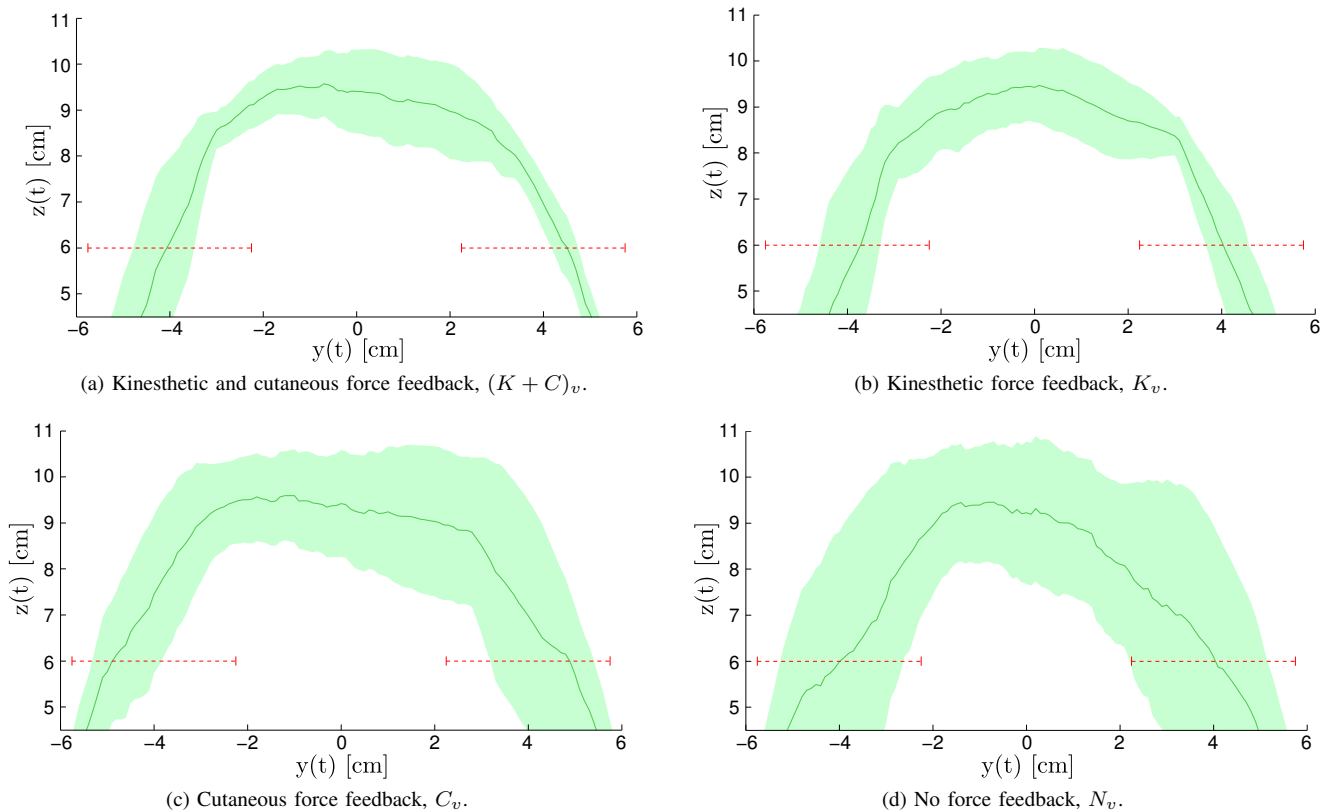 11
10
9
8
7
6
5
z(t) [cm]
−6 −4 −2 0 2 4 6
y(t) [cm]
(a) Kinesthetic and cutaneous force feedback, (K + C)v.
11
10
9
8
7
6
5
z(t) [cm]
−6 −4 −2 0 2 4 6
y(t) [cm]
(b) Kinesthetic force feedback, Kv.
11
10
9
8
7
6
5
z(t) [cm]
−6 −4 −2 0 2 4 6
y(t) [cm]
(c) Cutaneous force feedback, Cv.
11
10
9
8
7
6
5
z(t) [cm]
−6 −4 −2 0 2 4 6
y(t) [cm]
(d) No force feedback, Nv.